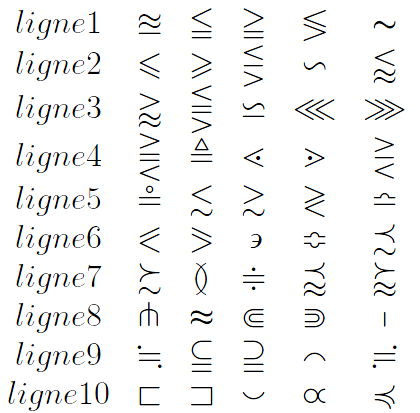 ligne1 ≊ ≦ ≧ ≶ ∼
ligne2 ⩽ ⩾ ⋚ ∽ ⪅
ligne3 ⪆ ⪋ ⋍ ⋘ ⋙
ligne4 ⪌ ≜ ⋖ ⋗ ⋛
ligne5 ≗ ≲ ≳ ≷ ≏
ligne6 ⩽ ⩾ ∍ ≎ ≾
ligne7 ≿ ≬ ≑ ⪷ ⪸
ligne8 ⋔ ≈ ⋐ ⋑ ∣
ligne9 ≒ ⫅ ⫆ ⌢ ≓
ligne10 ⊏ ⊐ ⌣ ∝ ⋞